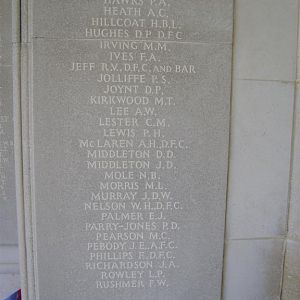 HAWKS P.A.
HEATH A.C.
HILLCOAT H.B.L.
HUGHES D.P. D.F.C
IRVING M.M.
IVES F.A.
JEFF R.V., D.F.C, AND BAR
JOLLIFFE P.S.
JOYNT D.P.
KIRKWOOD M.T.
LEE A.W.
LESTER C.M.
LEWIS P.H.
McLAREN A.H., D.F.C.
MIDDLETON D.D.
MIDDLETON J.D.
MOLE N.B.
MORRIS M.L.
MURRAY J.D.W.
NELSON W.H., D.F.C.
PALMER E.J.
PARRY-JONES P.D.
PEARSON M.C.
PEBODY J.E., A.F.C.
PHILLIPS E., D.F.C.
RICHARDSON J.A.
ROWLEY L.P.
RUSHMER F.W.